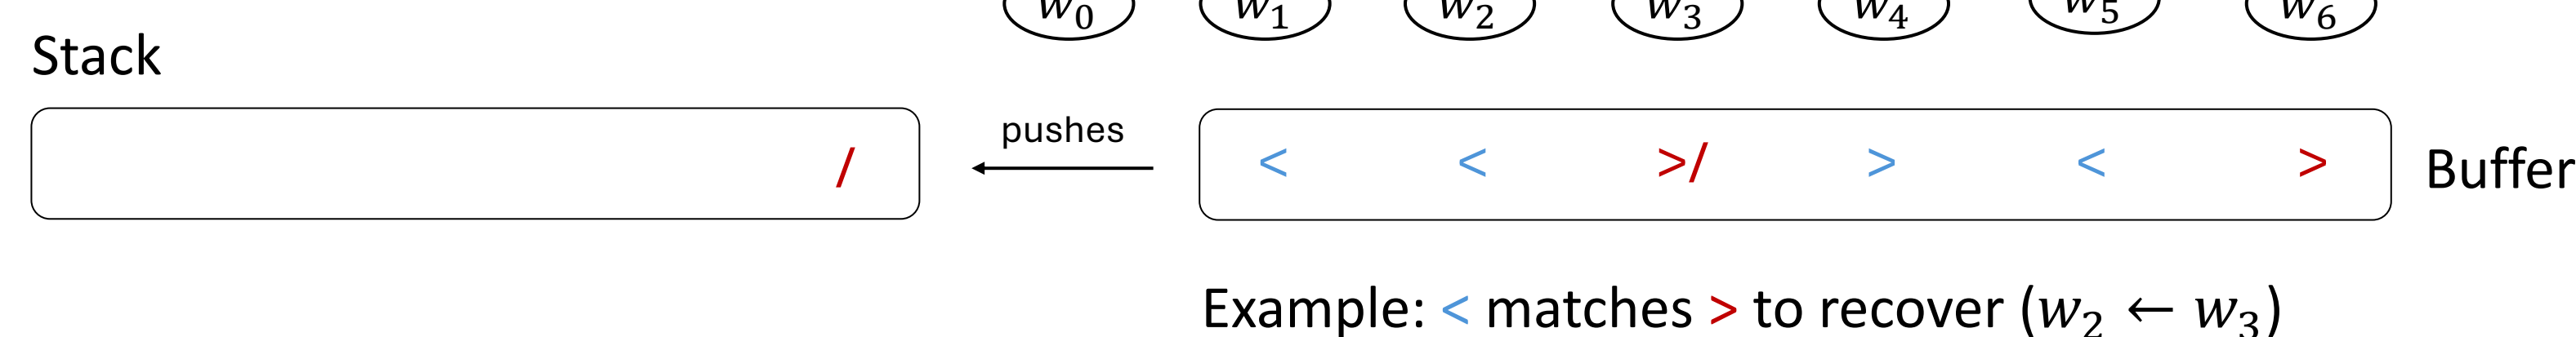 w₀ w₁ w₂ w₃ w₄ w₅ w₆
Stack
pushes
/ < < >/ > < > Buffer
Example: < matches > to recover (w₂ ← w₃)